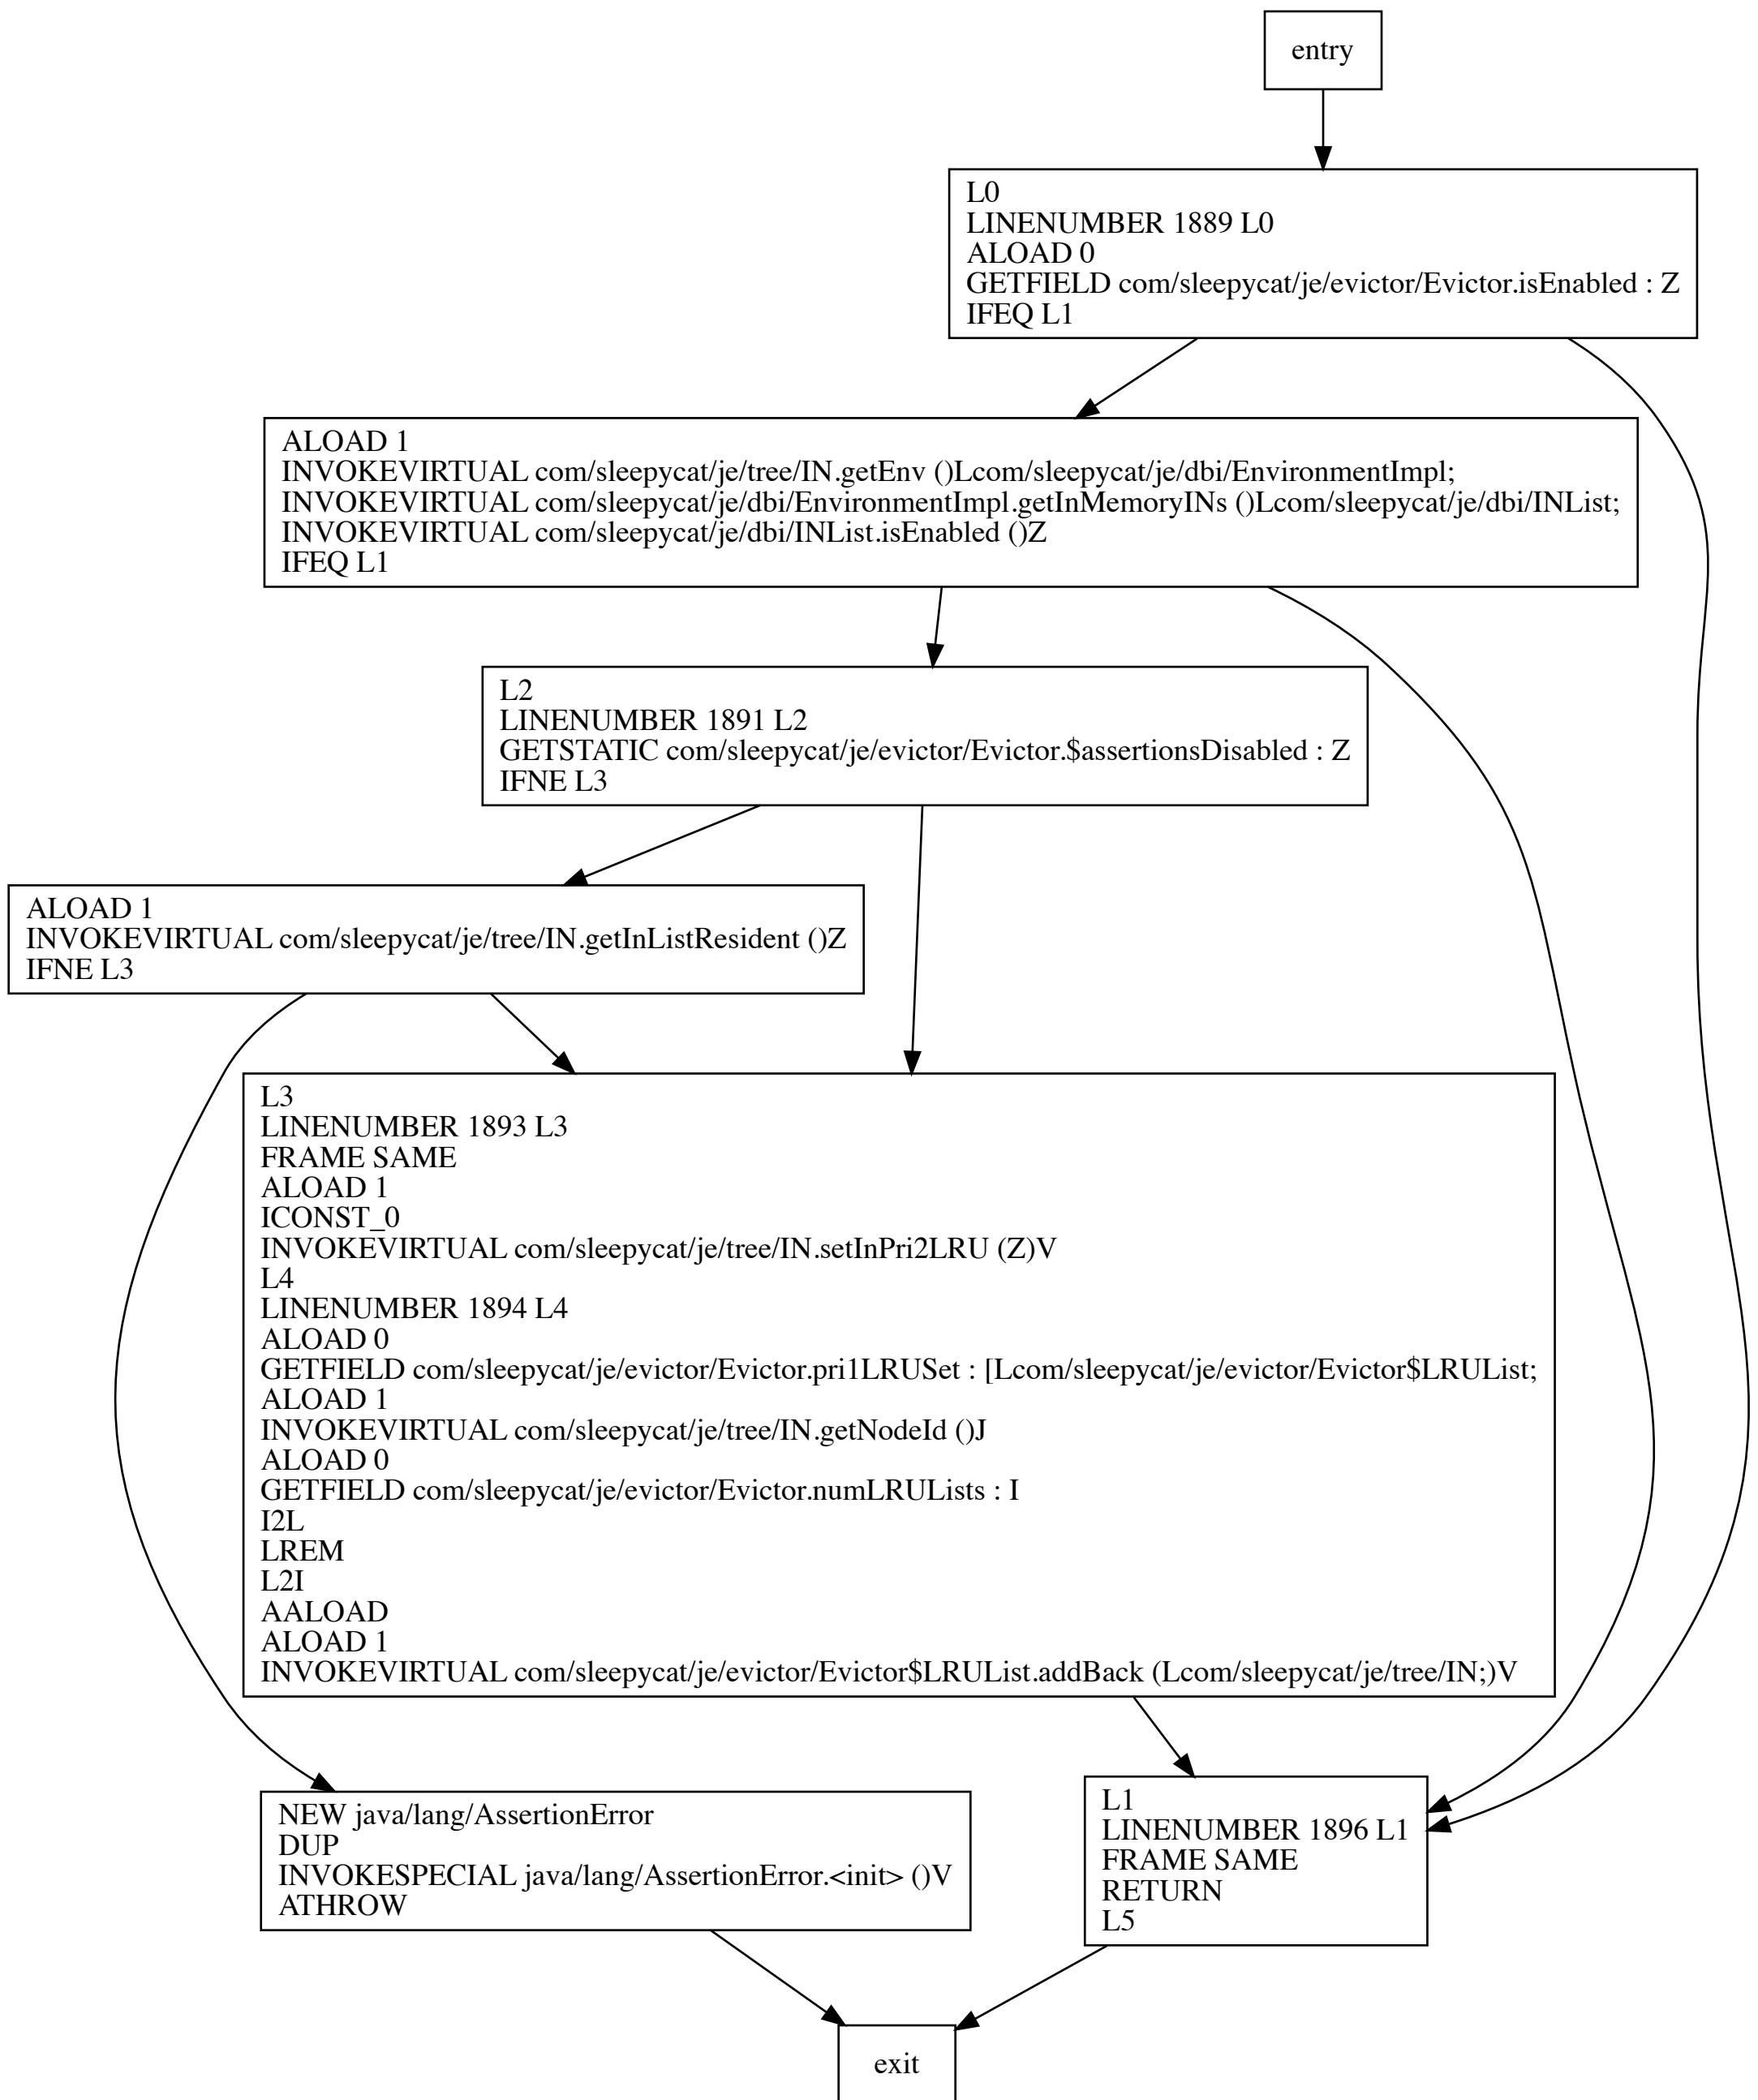 entry
L0
LINENUMBER 1889 L0
ALOAD 0
GETFIELD com/sleepycat/je/evictor/Evictor.isEnabled : Z
IFEQ L1
ALOAD 1
INVOKEVIRTUAL com/sleepycat/je/tree/IN.getEnv ()Lcom/sleepycat/je/dbi/EnvironmentImpl;
INVOKEVIRTUAL com/sleepycat/je/dbi/EnvironmentImpl.getInMemoryINs ()Lcom/sleepycat/je/dbi/INList;
INVOKEVIRTUAL com/sleepycat/je/dbi/INList.isEnabled ()Z
IFEQ L1
L2
LINENUMBER 1891 L2
GETSTATIC com/sleepycat/je/evictor/Evictor.$assertionsDisabled : Z
IFNE L3
ALOAD 1
INVOKEVIRTUAL com/sleepycat/je/tree/IN.getInListResident ()Z
IFNE L3
L3
LINENUMBER 1893 L3
FRAME SAME
ALOAD 1
ICONST_0
INVOKEVIRTUAL com/sleepycat/je/tree/IN.setInPri2LRU (Z)V
L4
LINENUMBER 1894 L4
ALOAD 0
GETFIELD com/sleepycat/je/evictor/Evictor.pri1LRUSet : [Lcom/sleepycat/je/evictor/Evictor$LRUList;
ALOAD 1
INVOKEVIRTUAL com/sleepycat/je/tree/IN.getNodeId ()J
ALOAD 0
GETFIELD com/sleepycat/je/evictor/Evictor.numLRULists : I
I2L
LREM
L2I
AALOAD
ALOAD 1
INVOKEVIRTUAL com/sleepycat/je/evictor/Evictor$LRUList.addBack (Lcom/sleepycat/je/tree/IN;)V
NEW java/lang/AssertionError
DUP
INVOKESPECIAL java/lang/AssertionError.<init> ()V
ATHROW
L1
LINENUMBER 1896 L1
FRAME SAME
RETURN
L5
exit